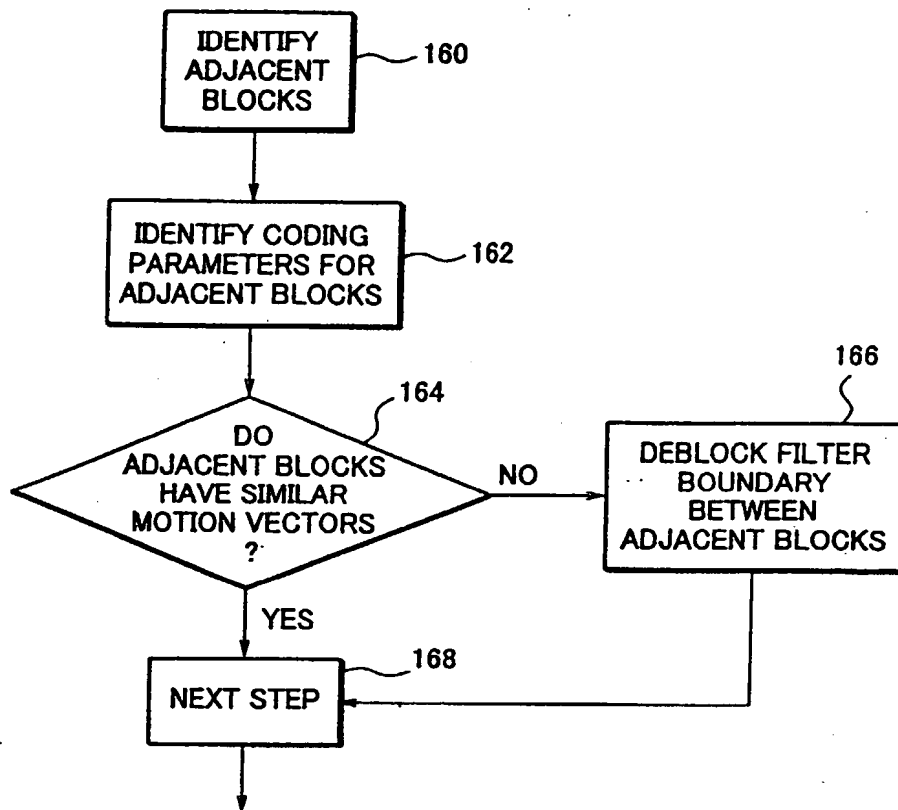 IDENTIFY
ADJACENT
BLOCKS
160
IDENTIFY CODING
PARAMETERS FOR
ADJACENT BLOCKS
162
164
DO
ADJACENT BLOCKS
HAVE SIMILAR
MOTION VECTORS
?
NO
166
DEBLOCK FILTER
BOUNDARY
BETWEEN
ADJACENT BLOCKS
YES
168
NEXT STEP